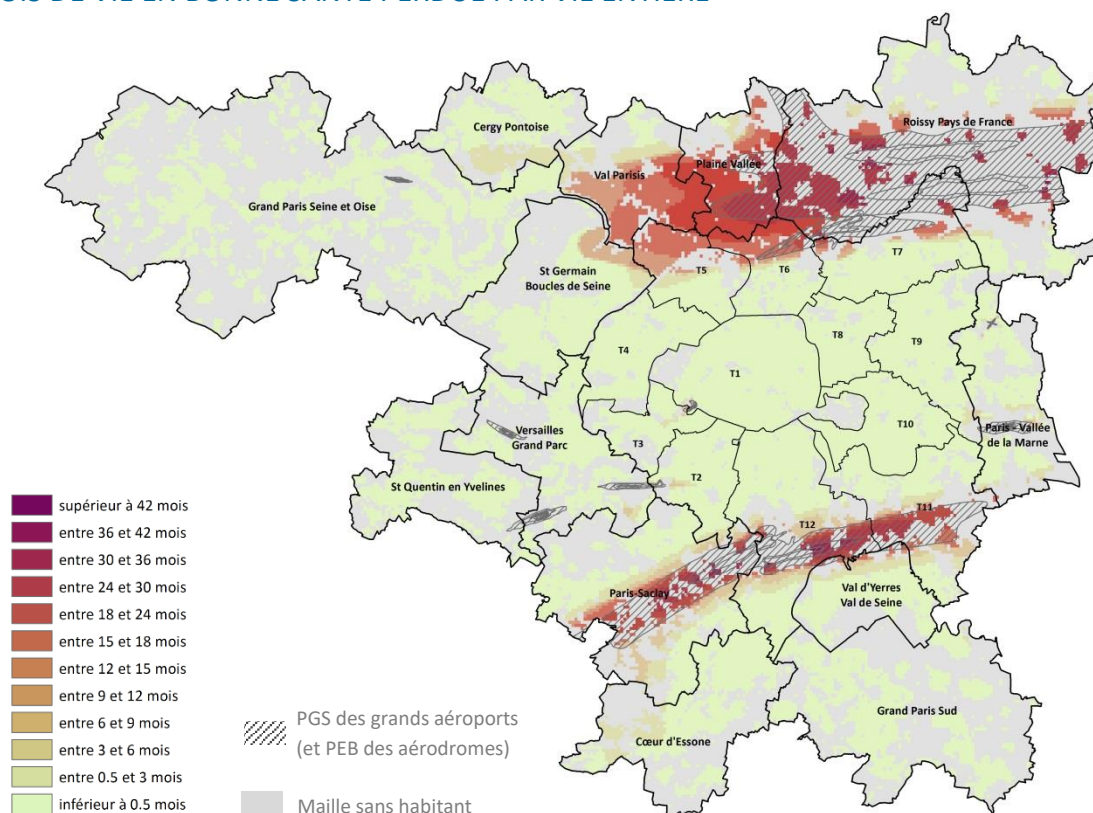 Cergy Pontoise
Roissy Pays de France
Plaine Vallée
Val Parisis
Grand Paris Seine et Oise
T7
St Germain
Boucles de Seine
T5
T6
T8
T9
T4
T1
T10
Versailles
Grand Parc
T3
Paris - Vallée
de la Marne
T2
St Quentin en Yvelines
T11
T12
Val d'Yerres
Val de Seine
Paris-Saclay
Grand Paris Sud
Cœur d'Essone
supérieur à 42 mois
entre 36 et 42 mois
entre 30 et 36 mois
entre 24 et 30 mois
entre 18 et 24 mois
entre 15 et 18 mois
entre 12 et 15 mois
entre 9 et 12 mois
entre 6 et 9 mois
entre 3 et 6 mois
entre 0.5 et 3 mois
inférieur à 0.5 mois
PGS des grands aéroports
(et PEB des aérodromes)
Maille sans habitant